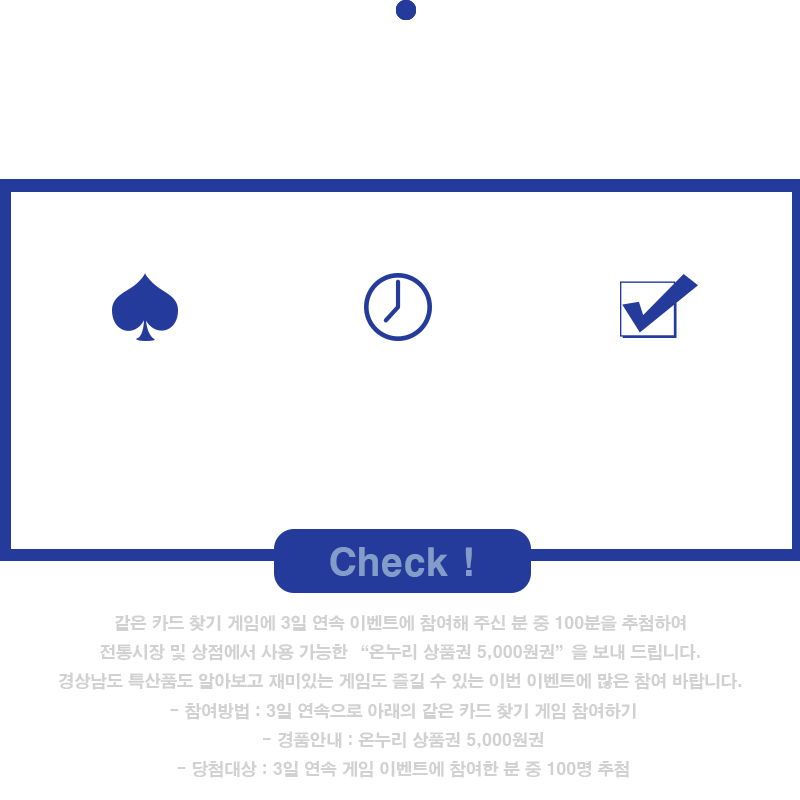 Check !
같은 카드 찾기 게임에 3일 연속 이벤트에 참여해 주신 분 중 100분을 추첨하여
전통시장 및 상점에서 사용 가능한 “온누리 상품권 5,000원권” 을 보내 드립니다.
경상남도 특산품도 알아보고 재미있는 게임도 즐길 수 있는 이번 이벤트에 많은 참여 바랍니다.
- 참여방법 : 3일 연속으로 아래의 같은 카드 찾기 게임 참여하기
- 경품안내 : 온누리 상품권 5,000원권
- 당첨대상 : 3일 연속 게임 이벤트에 참여한 분 중 100명 추첨